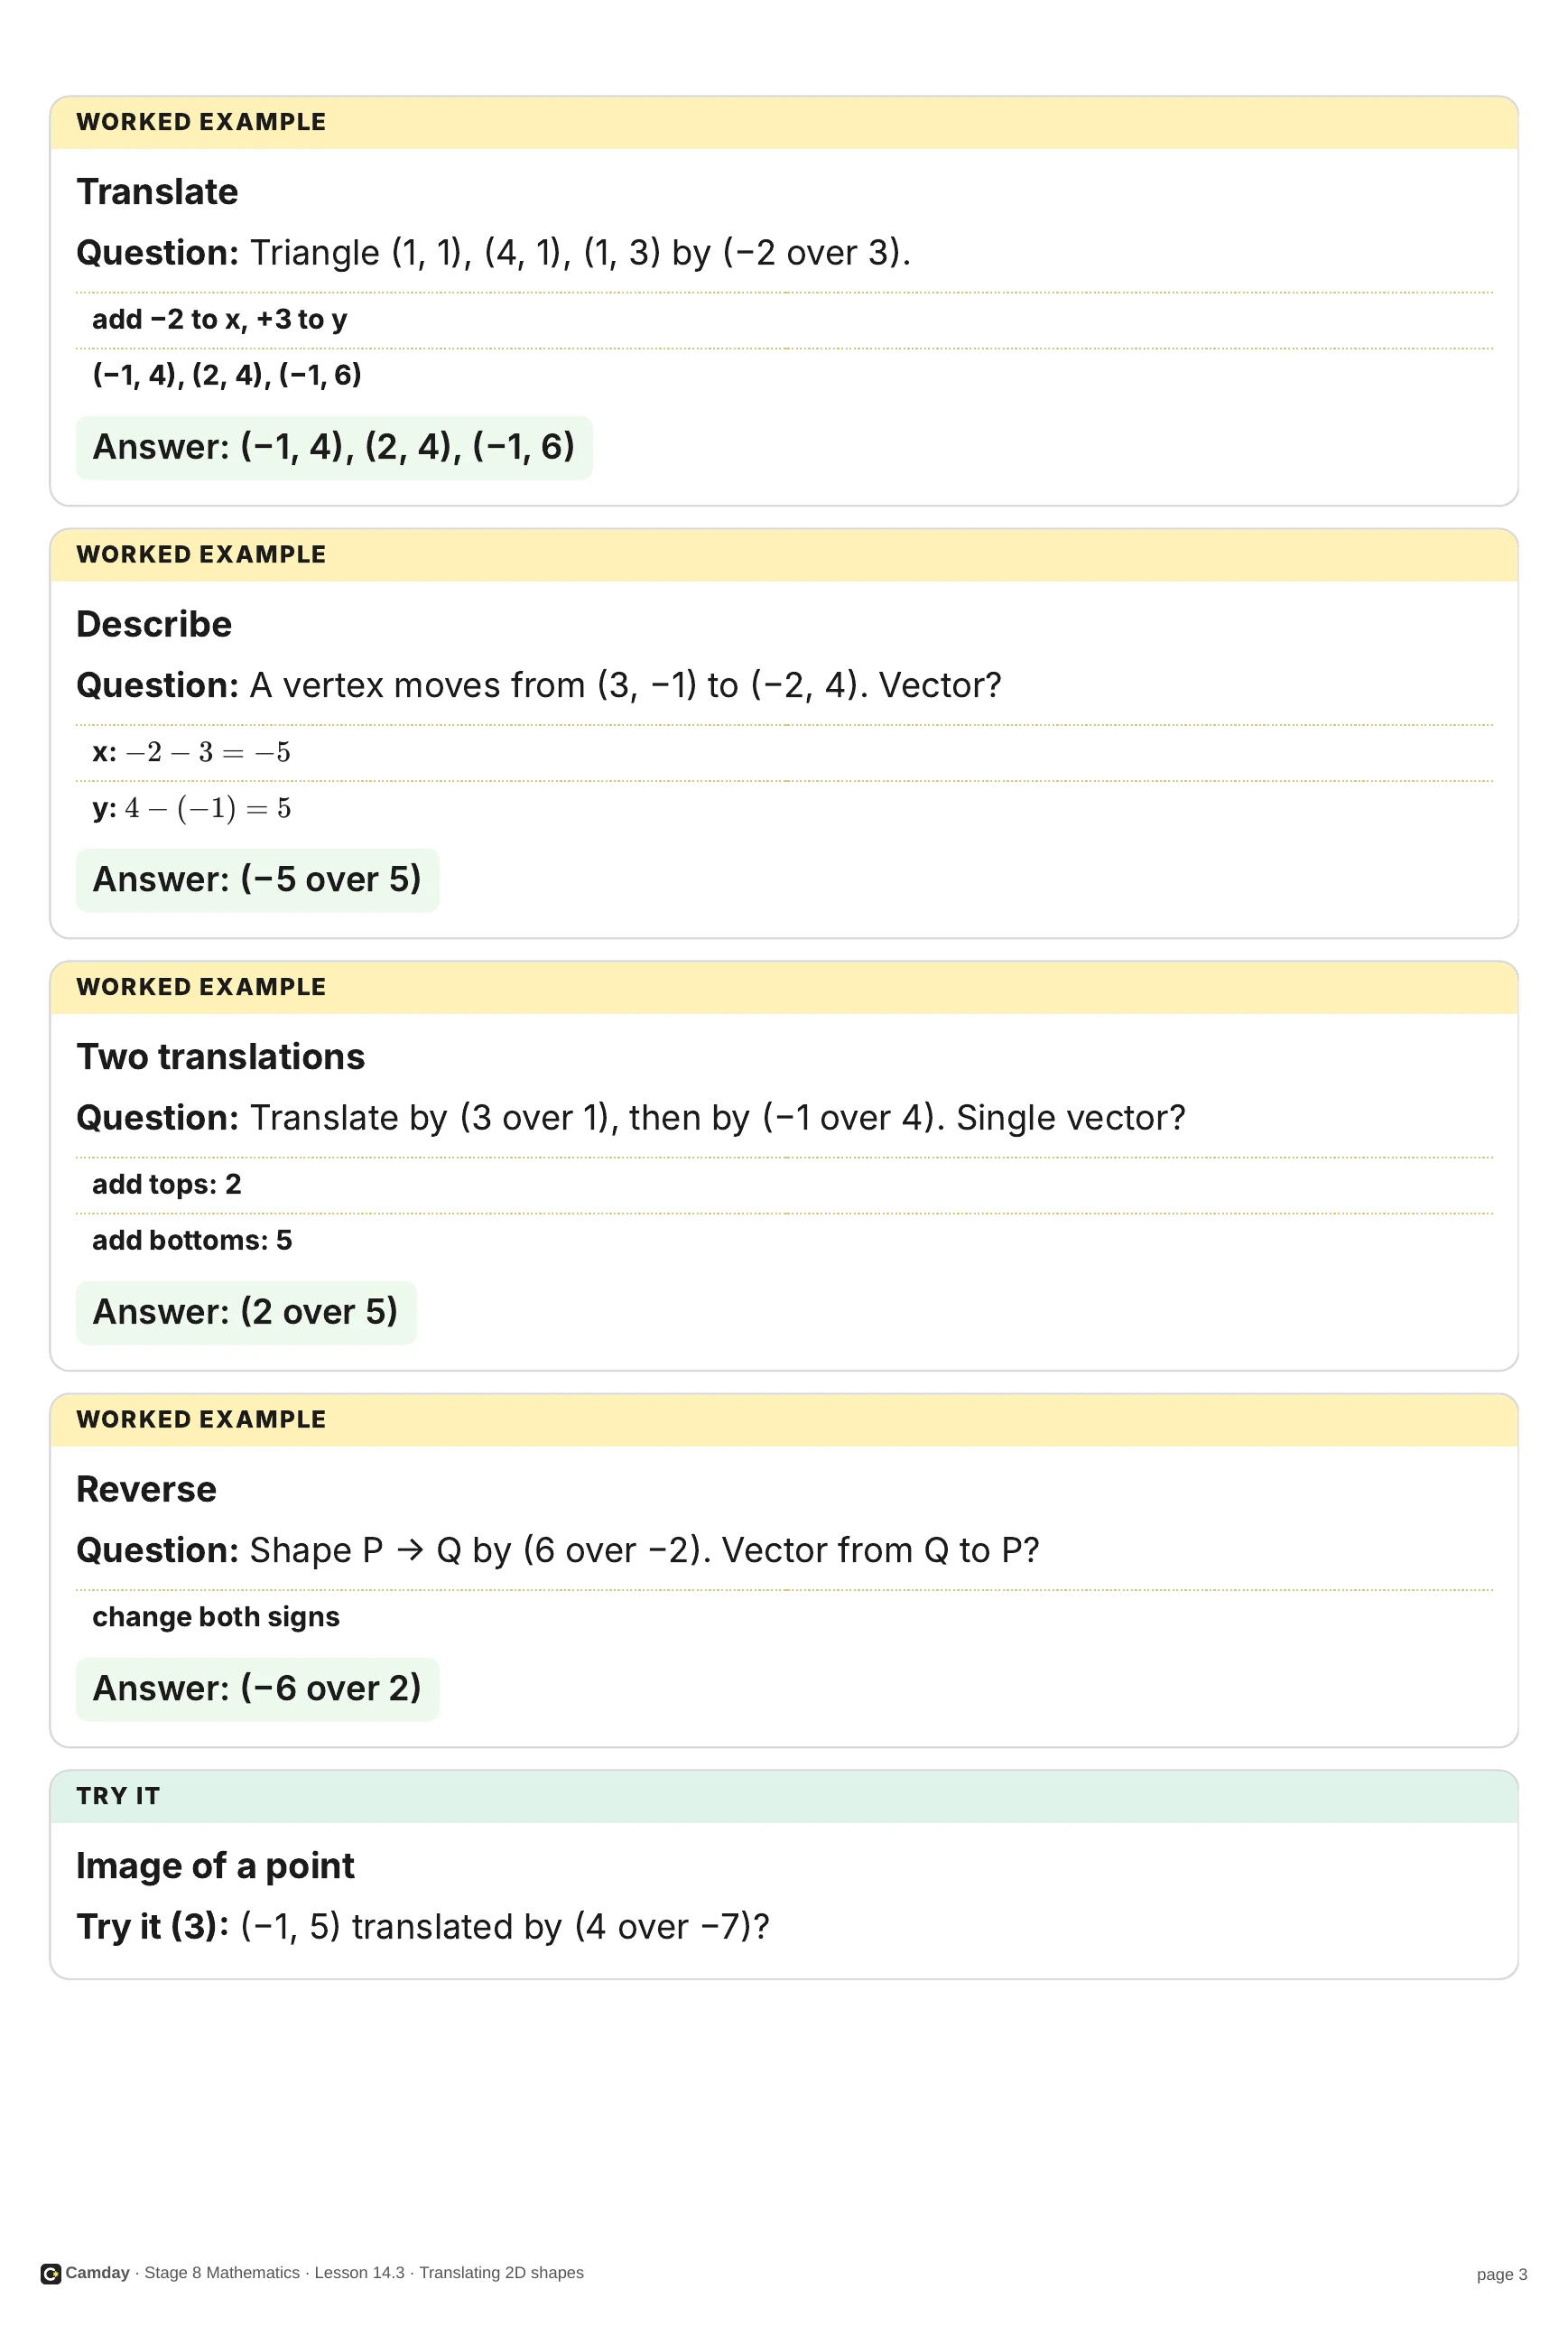 WORKED EXAMPLE
Translate
Question: Triangle (1, 1), (4, 1), (1, 3) by (−2 over 3).
add −2 to x, +3 to y
(−1, 4), (2, 4), (−1, 6)
Answer: (−1, 4), (2, 4), (−1, 6)
WORKED EXAMPLE
Describe
Question: A vertex moves from (3, −1) to (−2, 4). Vector?
x: −2 − 3 = −5
y: 4 − (−1) = 5
Answer: (−5 over 5)
WORKED EXAMPLE
Two translations
Question: Translate by (3 over 1), then by (−1 over 4). Single vector?
add tops: 2
add bottoms: 5
Answer: (2 over 5)
WORKED EXAMPLE
Reverse
Question: Shape P → Q by (6 over −2). Vector from Q to P?
change both signs
Answer: (−6 over 2)
TRY IT
Image of a point
Try it (3): (−1, 5) translated by (4 over −7)?
Camday · Stage 8 Mathematics · Lesson 14.3 · Translating 2D shapes
page 3